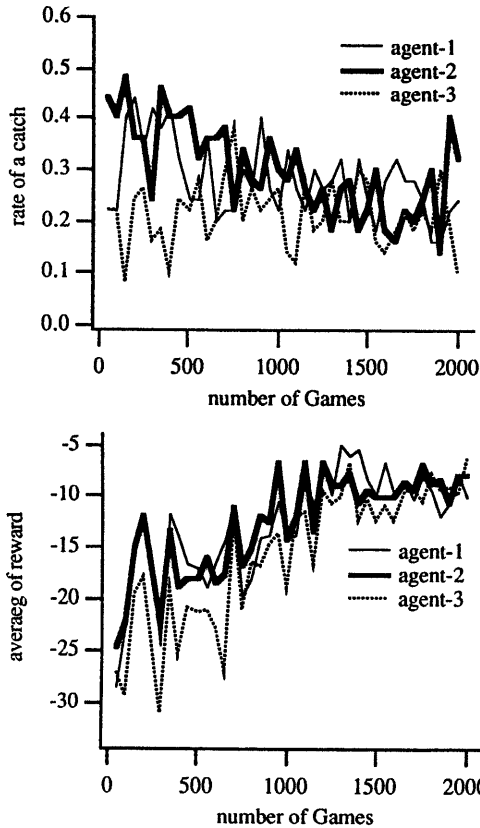 0.6
0.5
0.4
0.3
0.2
0.1
0.0
rate of a catch
agent-1
agent-2
agent-3
0 500 1000 1500 2000
number of Games
-5
-10
-15
-20
-25
-30
averaeg of reward
agent-1
agent-2
agent-3
0 500 1000 1500 200
number of Games